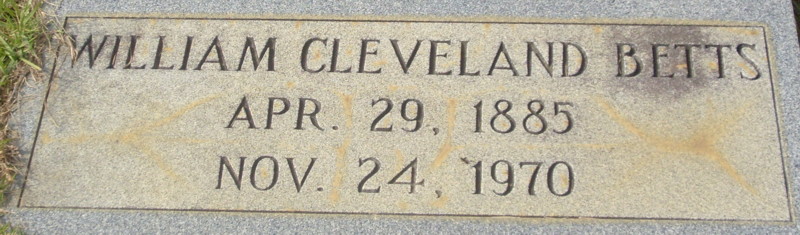 WILLIAM CLEVELAND BETTS
APR. 29, 1885
NOV. 24, 1970